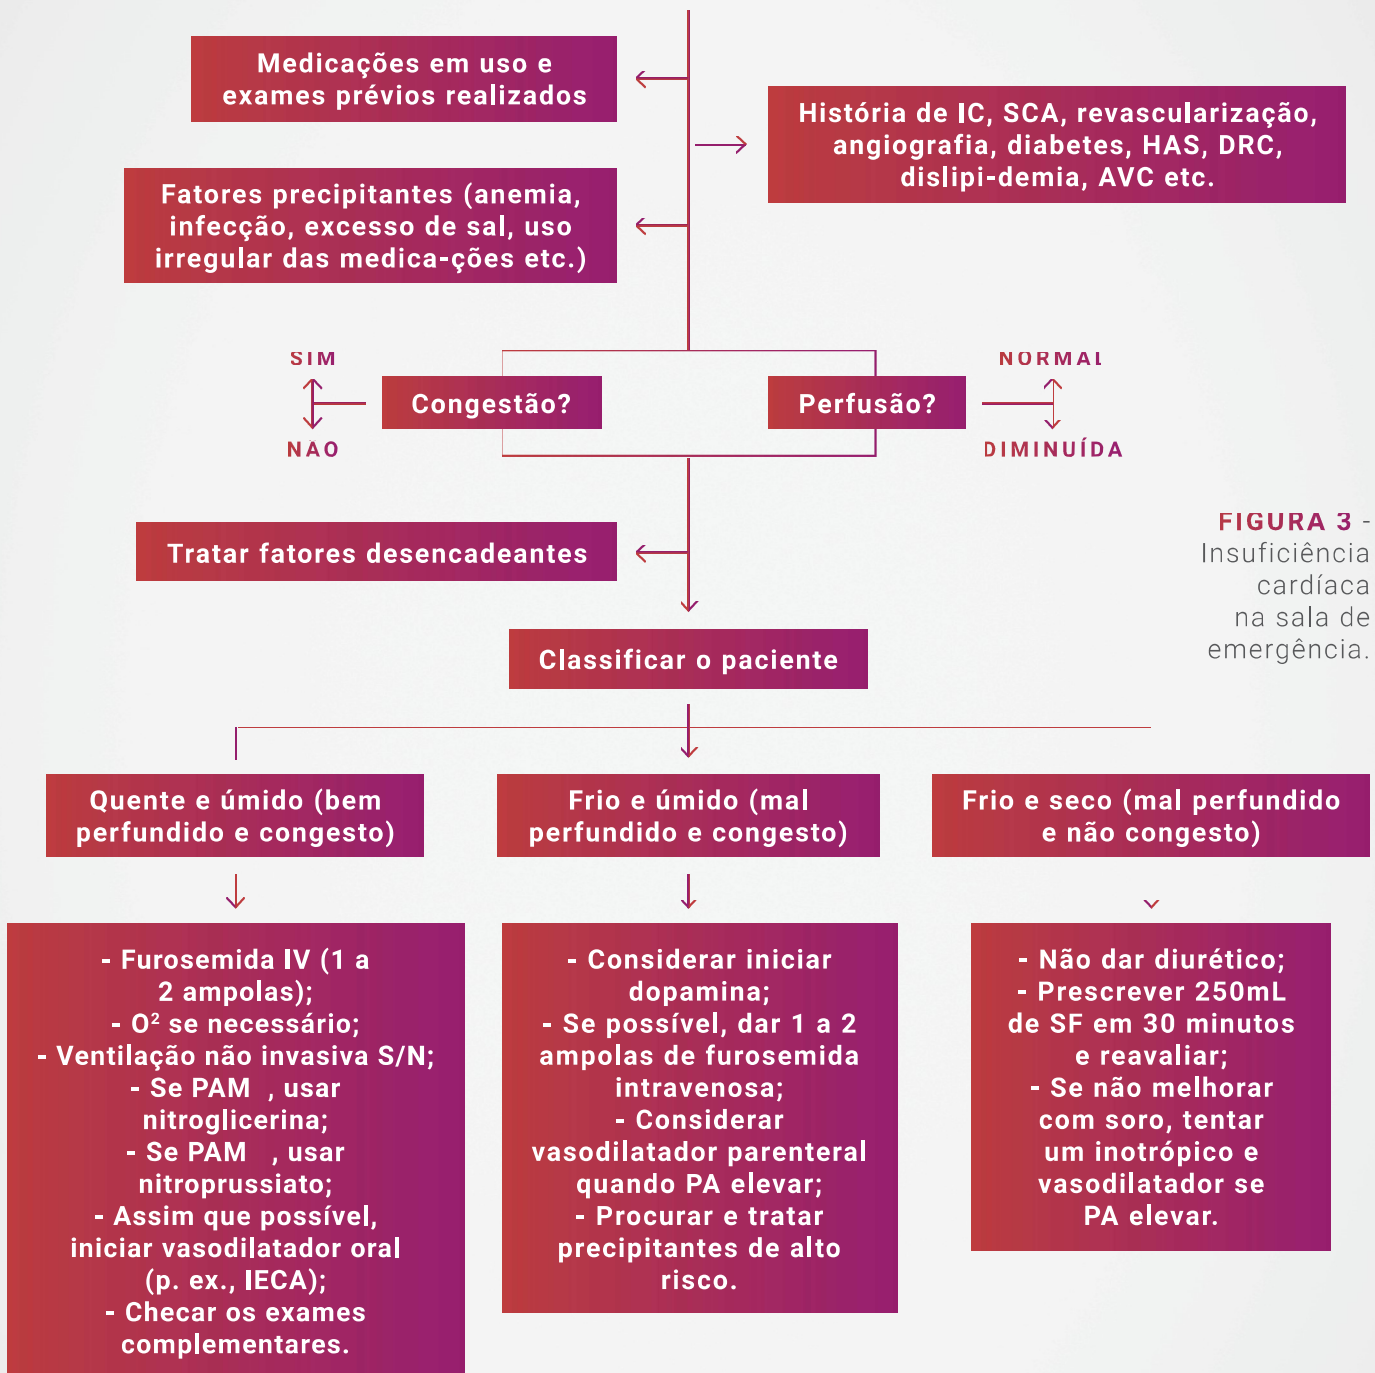 Medicações em uso e
exames prévios realizados
História de IC, SCA, revascularização,
angiografia, diabetes, HAS, DRC,
dislipi-demia, AVC etc.
Fatores precipitantes (anemia,
infecção, excesso de sal, uso
irregular das medica-ções etc.)
SIM
NÃO
Congestão?
Perfusão?
NORMAL
DIMINUÍDA
Tratar fatores desencadeantes
FIGURA 3 -
Insuficiência
cardíaca
na sala de
emergência.
Classificar o paciente
Quente e úmido (bem
perfundido e congesto)
Frio e úmido (mal
perfundido e congesto)
Frio e seco (mal perfundido
e não congesto)
- Furosemida IV (1 a
2 ampolas);
- O² se necessário;
- Ventilação não invasiva S/N;
- Se PAM , usar
nitroglicerina;
- Se PAM , usar
nitroprussiato;
- Assim que possível,
iniciar vasodilatador oral
(p. ex., IECA);
- Checar os exames
complementares.
- Considerar iniciar
dopamina;
- Se possível, dar 1 a 2
ampolas de furosemida
intravenosa;
- Considerar
vasodilatador parenteral
quando PA elevar;
- Procurar e tratar
precipitantes de alto
risco.
- Não dar diurético;
- Prescrever 250mL
de SF em 30 minutos
e reavaliar;
- Se não melhorar
com soro, tentar
um inotrópico e
vasodilatador se
PA elevar.